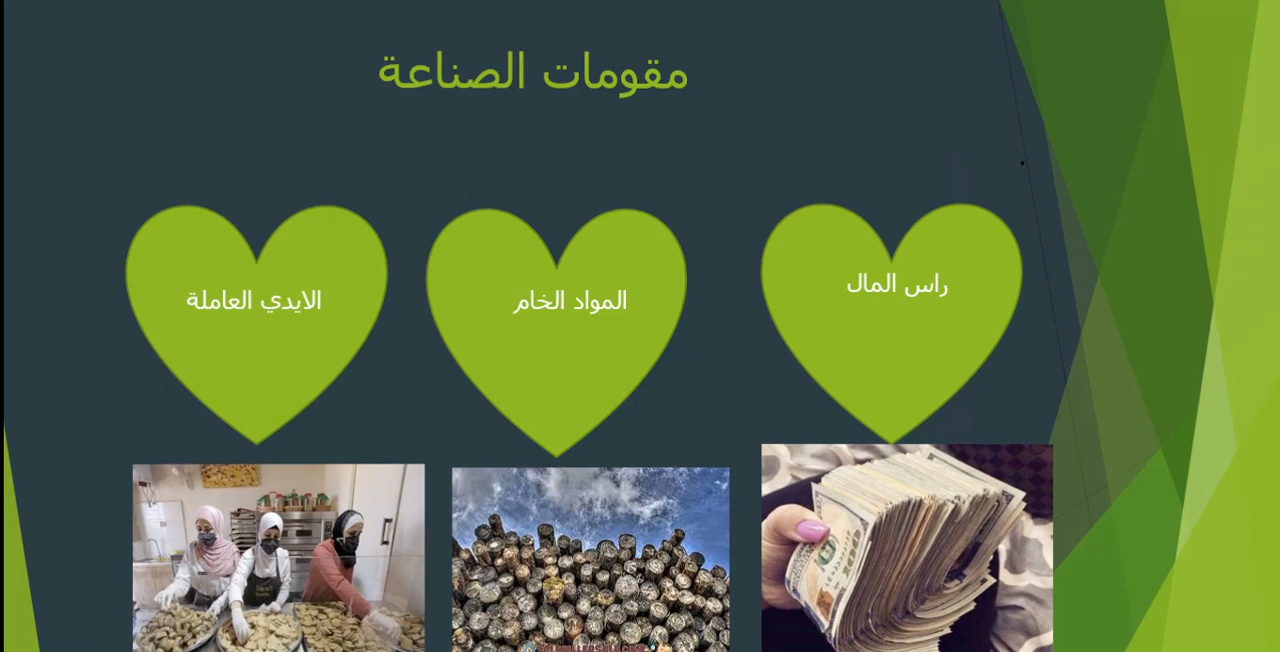 مقومات الصناعة
راس المال
المواد الخام
الايدي العاملة